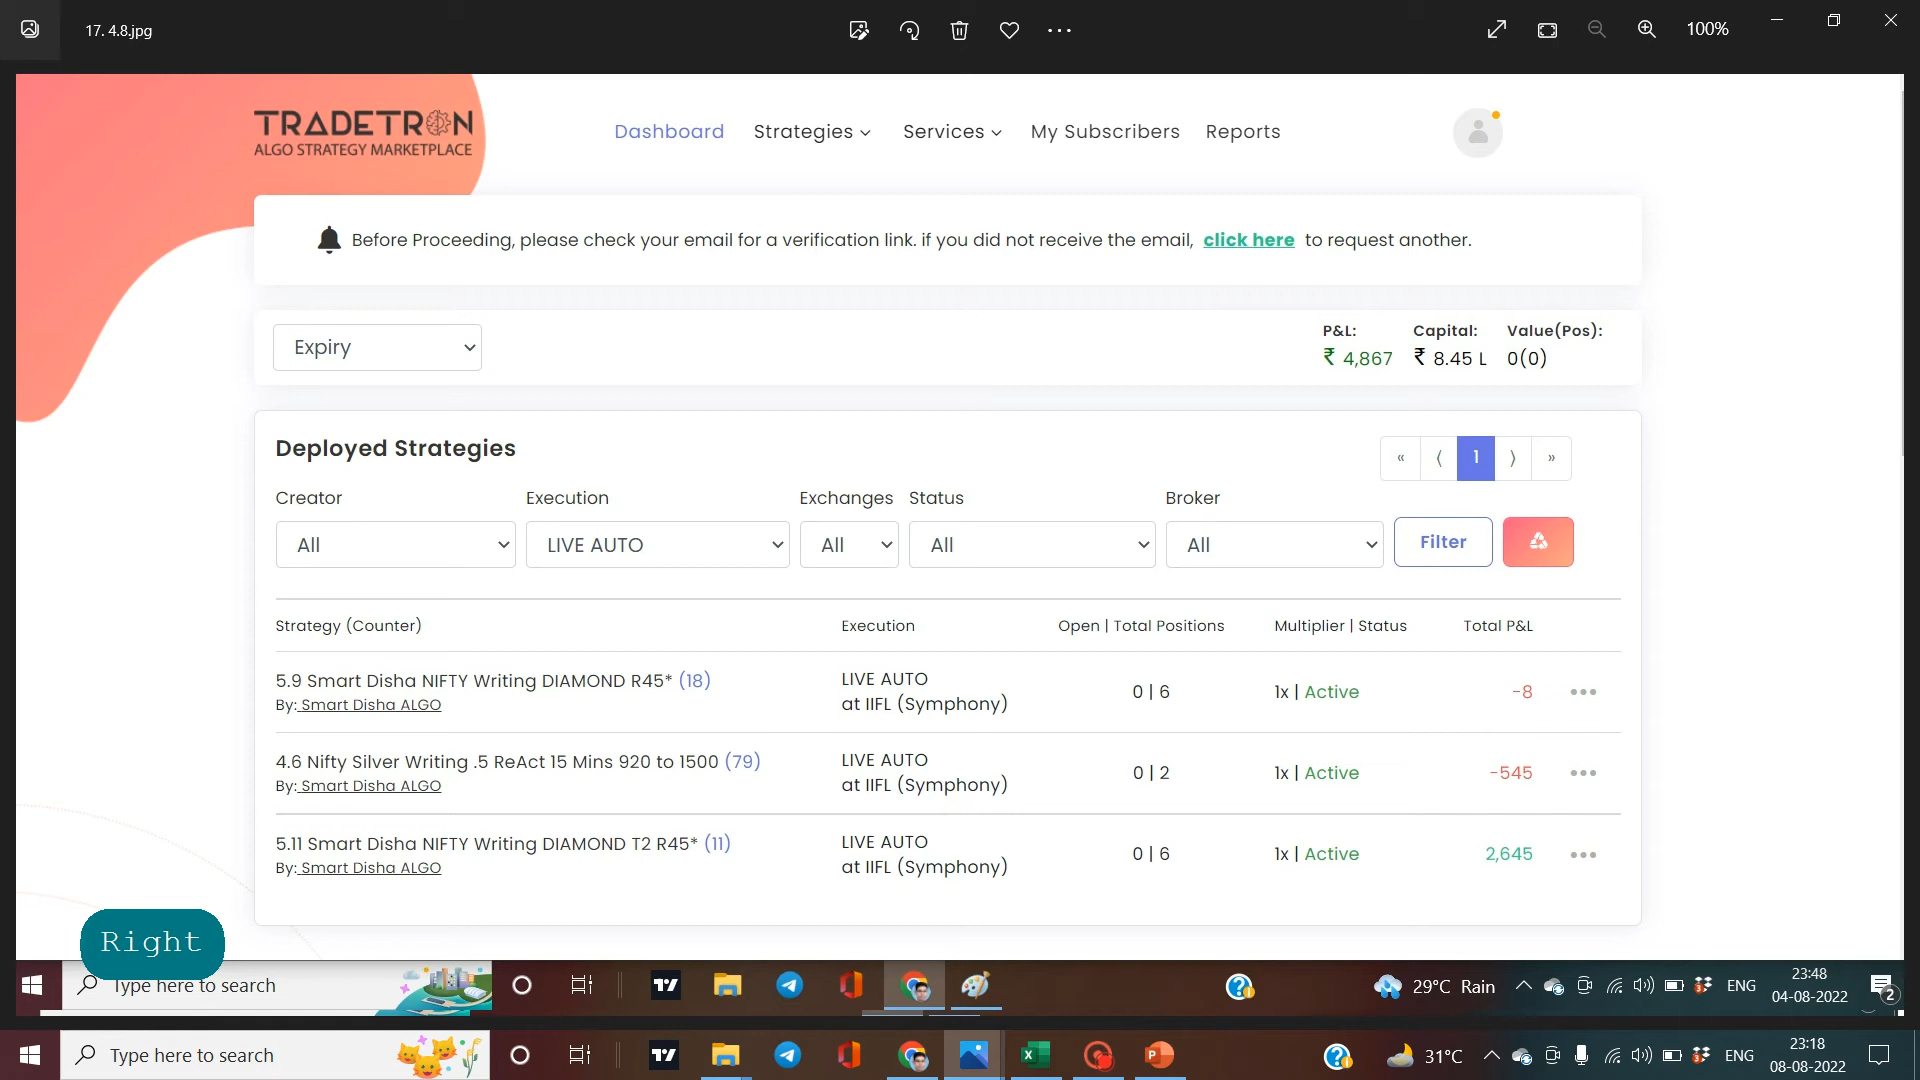 17. 4.8.jpg
100%
TRADETRON
ALGO STRATEGY MARKETPLACE
Dashboard Strategies Services My Subscribers Reports
Before Proceeding, please check your email for a verification link. if you did not receive the email, click here to request another.
Expiry
P&L: Capital: Value(Pos):
₹ 4,867 ₹ 8.45 L 0(0)
Deployed Strategies
« ⟨ 1 ⟩ »
Creator Execution Exchanges Status Broker
All LIVE AUTO All All All Filter
Strategy (Counter) Execution Open | Total Positions Multiplier | Status Total P&L
5.9 Smart Disha NIFTY Writing DIAMOND R45* (18)
By: Smart Disha ALGO
LIVE AUTO
at IIFL (Symphony)
0 | 6 1x | Active -8
4.6 Nifty Silver Writing .5 ReAct 15 Mins 920 to 1500 (79)
By: Smart Disha ALGO
LIVE AUTO
at IIFL (Symphony)
0 | 2 1x | Active -545
5.11 Smart Disha NIFTY Writing DIAMOND T2 R45* (11)
By: Smart Disha ALGO
LIVE AUTO
at IIFL (Symphony)
0 | 6 1x | Active 2,645
Right
Type here to search
29°C Rain
ENG
23:48
04-08-2022
2
Type here to search
31°C
ENG
23:18
08-08-2022